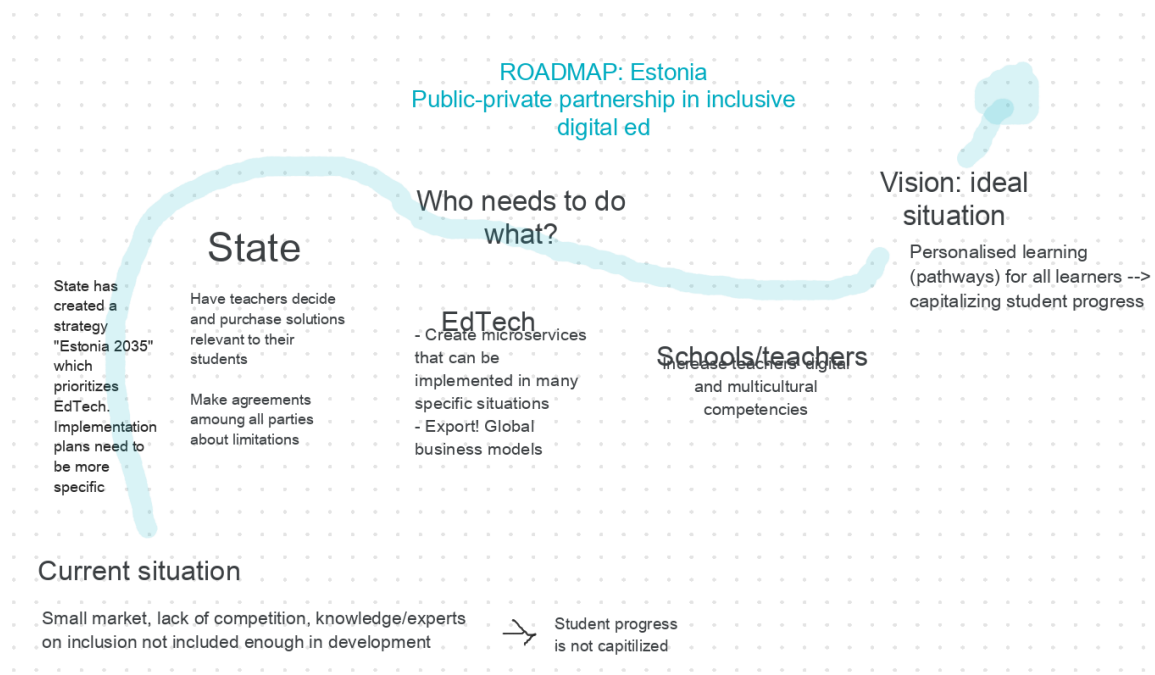 ROADMAP: Estonia
Public-private partnership in inclusive
digital ed
Who needs to do
what?
Vision: ideal
situation
Personalised learning
(pathways) for all learners -->
capitalizing student progress
State
State has
created a
strategy
"Estonia 2035"
which
prioritizes
EdTech.
Implementation
plans need to
be more
specific
Have teachers decide
and purchase solutions
relevant to their
students
Make agreements
amoung all parties
about limitations
EdTech
- Create microservices
that can be
implemented in many
specific situations
- Export! Global
business models
Schools/teachers
Increase teachers' digital
and multicultural
competencies
Current situation
Small market, lack of competition, knowledge/experts
on inclusion not included enough in development
Student progress
is not capitilized